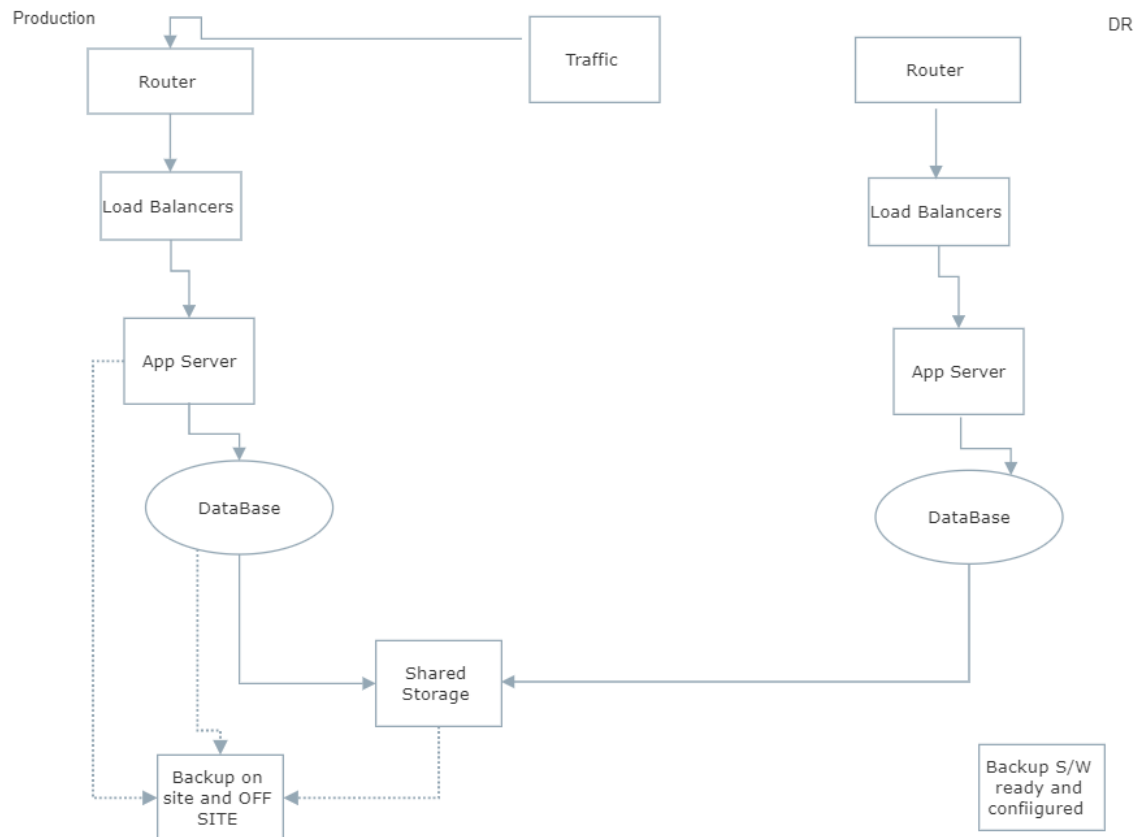 Production
DR
Traffic
Router
Router
Load Balancers
Load Balancers
App Server
App Server
DataBase
DataBase
Shared
Storage
Backup on
site and OFF
SITE
Backup S/W
ready and
confiigured